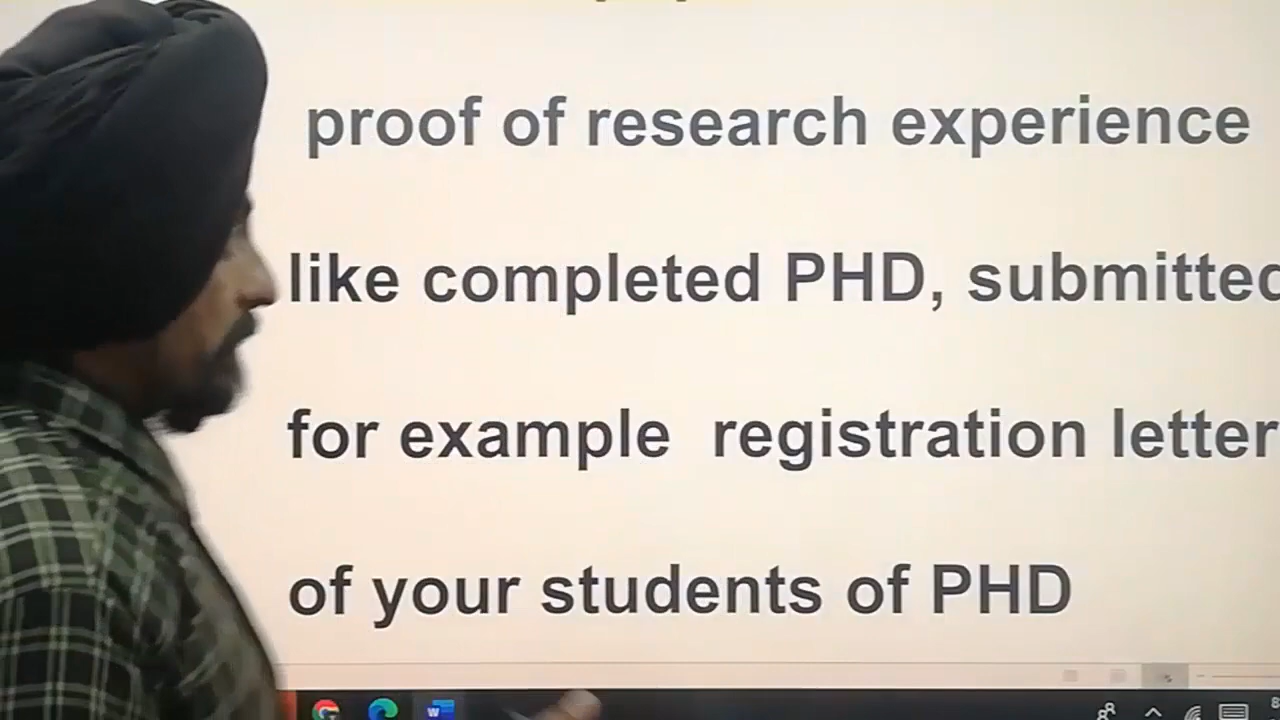 proof of research experience
like completed PHD, submitted
for example registration letter
of your students of PHD